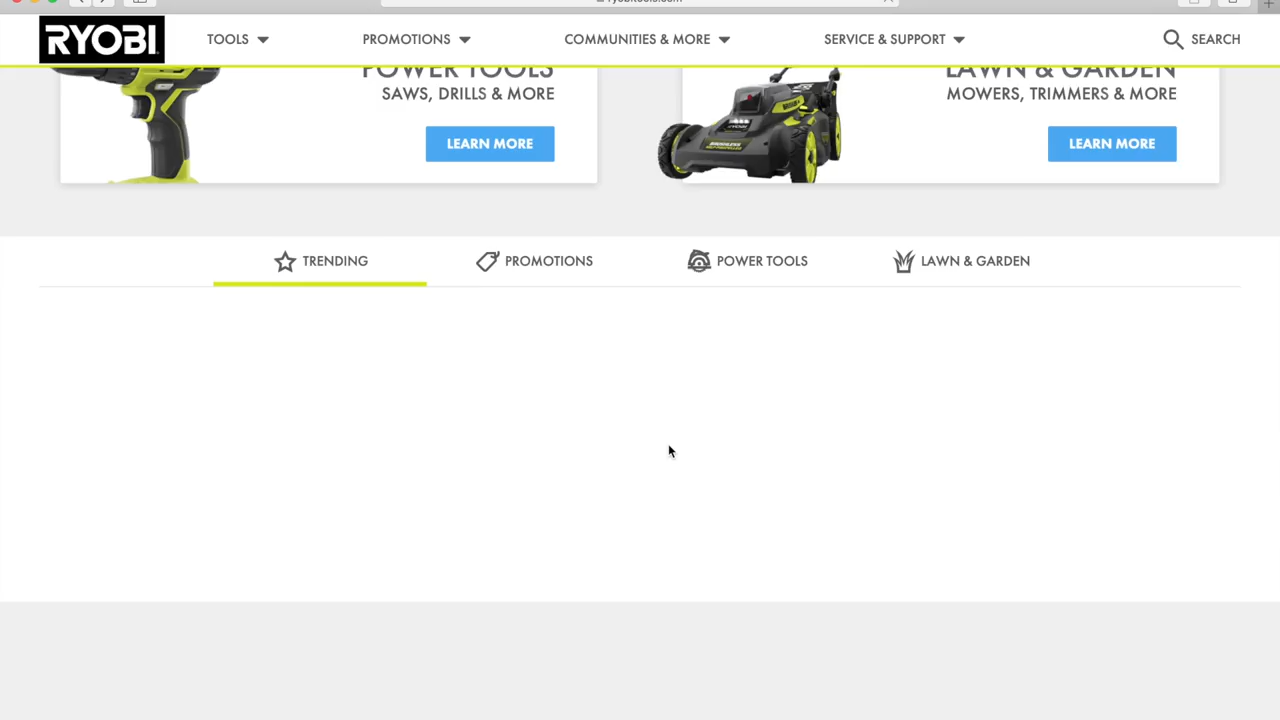 RYOBI
TOOLS
PROMOTIONS
COMMUNITIES & MORE
SERVICE & SUPPORT
SEARCH
POWER TOOLS
SAWS, DRILLS & MORE
LEARN MORE
LAWN & GARDEN
MOWERS, TRIMMERS & MORE
LEARN MORE
TRENDING
PROMOTIONS
POWER TOOLS
LAWN & GARDEN